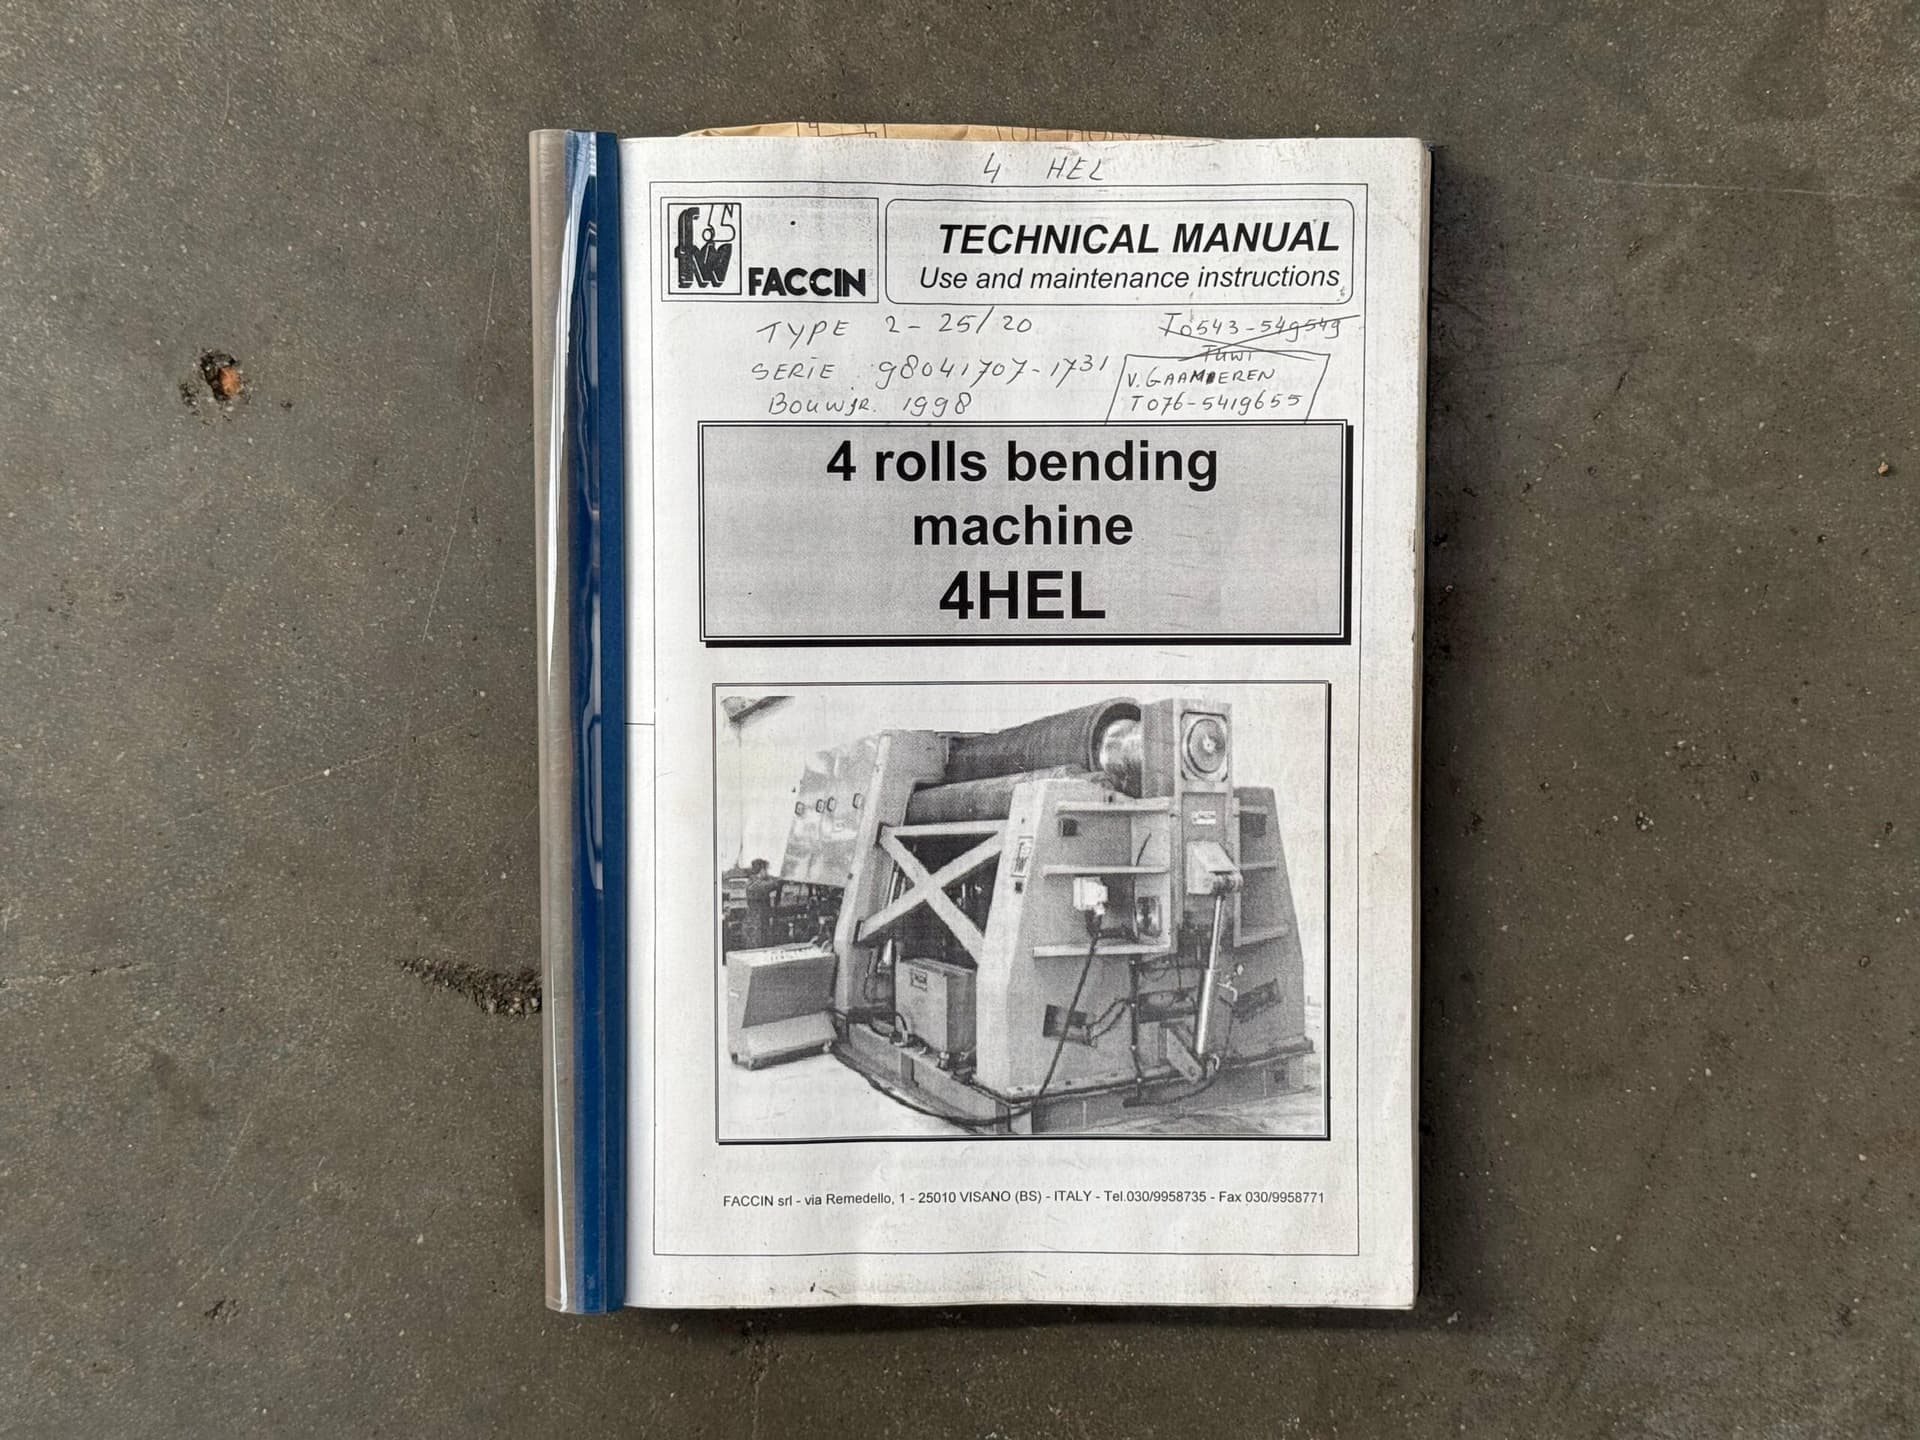 4 HEL
FACCIN
TECHNICAL MANUAL
Use and maintenance instructions
TYPE 2-25/20
SERIE 98041707-1731
BOUWJR. 1998
T0543-549549
TUWI
V. GAAMEREN
T076-5419655
4 rolls bending
machine
4HEL
FACCIN srl - via Remedello, 1 - 25010 VISANO (BS) - ITALY - Tel.030/9958735 - Fax 030/9958771